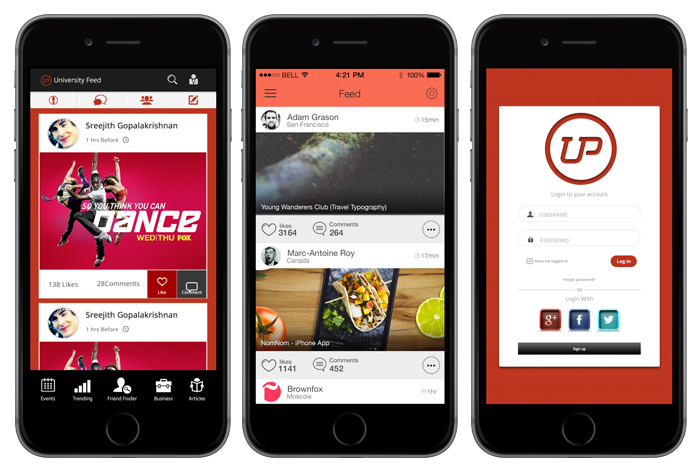 UP University Feed
Sreejith Gopalakrishnan
1 hrs Before
SO YOU THINK YOU CAN
DANCE
WED|THU FOX
138 Likes 28Comments
Like
Comment
Sreejith Gopalakrishnan
1 hrs Before
Events Trending Friend Finder Business Articles
BELL 4:21 PM 100%
Feed
Adam Grason
San Francisco
15min
Young Wanderers Club (Travel Typography)
likes
3164
Comments
264
Marc-Antoine Roy
Canada
17min
NomNom - iPhone App
likes
1141
Comments
452
Brownfox
Moscow
1hr
UP
Login to your account
USERNAME
PASSWORD
Keep me logged in
Log in
Forgot password?
OR
Login With
g+ f
Sign up